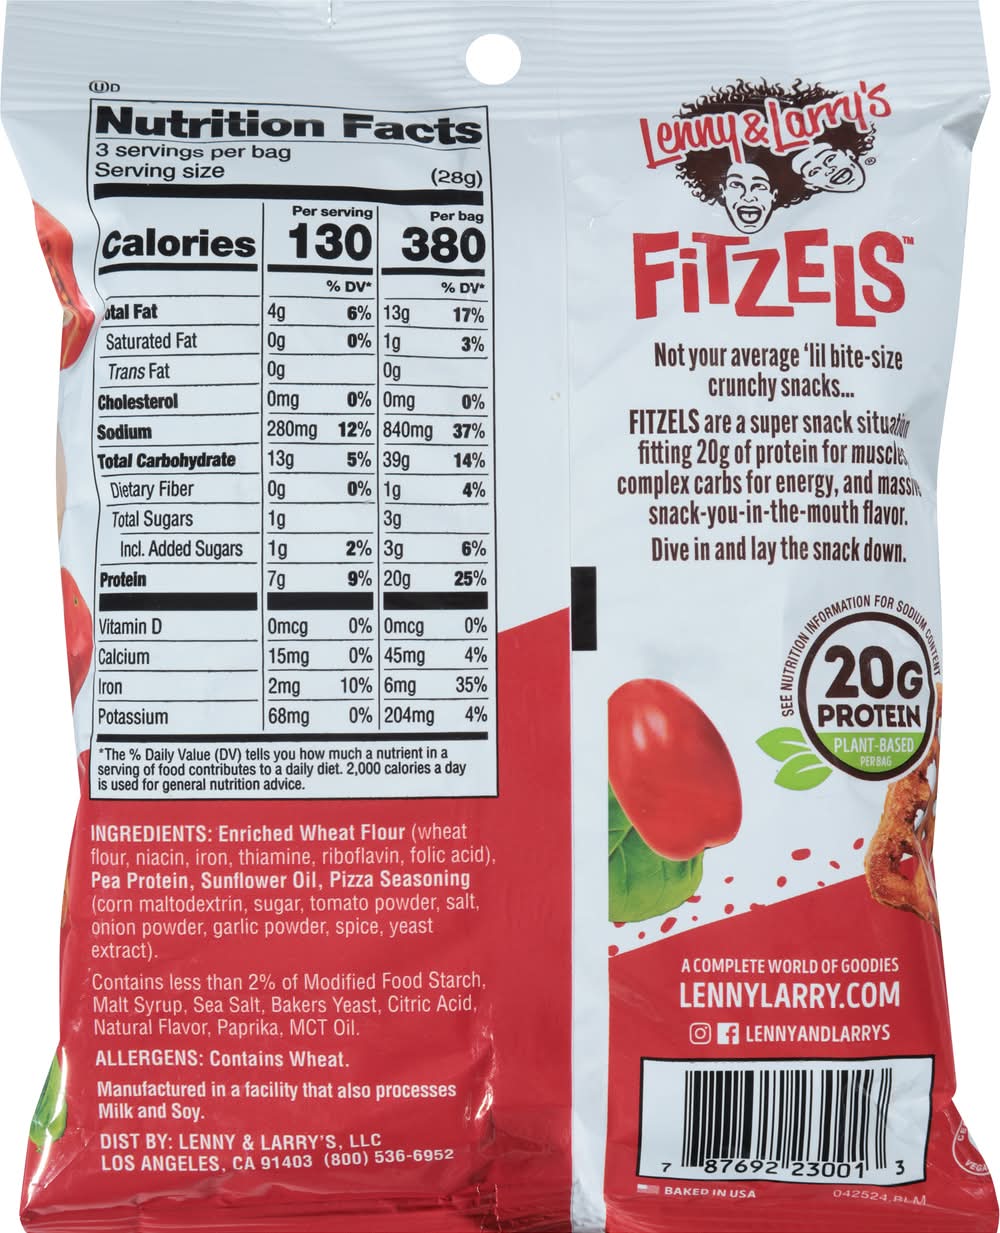 UD
Nutrition Facts
3 servings per bag
Serving size (28g)
Per serving Per bag
Calories 130 380
% DV* % DV*
otal Fat 4g 6% 13g 17%
Saturated Fat 0g 0% 1g 3%
Trans Fat 0g 0g
Cholesterol 0mg 0% 0mg 0%
Sodium 280mg 12% 840mg 37%
Total Carbohydrate 13g 5% 39g 14%
Dietary Fiber 0g 0% 1g 4%
Total Sugars 1g 3g
Incl. Added Sugars 1g 2% 3g 6%
Protein 7g 9% 20g 25%
Vitamin D 0mcg 0% 0mcg 0%
Calcium 15mg 0% 45mg 4%
Iron 2mg 10% 6mg 35%
Potassium 68mg 0% 204mg 4%
*The % Daily Value (DV) tells you how much a nutrient in a
serving of food contributes to a daily diet. 2,000 calories a day
is used for general nutrition advice.
INGREDIENTS: Enriched Wheat Flour (wheat
flour, niacin, iron, thiamine, riboflavin, folic acid),
Pea Protein, Sunflower Oil, Pizza Seasoning
(corn maltodextrin, sugar, tomato powder, salt,
onion powder, garlic powder, spice, yeast
extract).
Contains less than 2% of Modified Food Starch,
Malt Syrup, Sea Salt, Bakers Yeast, Citric Acid,
Natural Flavor, Paprika, MCT Oil.
ALLERGENS: Contains Wheat.
Manufactured in a facility that also processes
Milk and Soy.
DIST BY: LENNY & LARRY'S, LLC
LOS ANGELES, CA 91403 (800) 536-6952
Lenny & Larry's®
FiTZELS™
Not your average 'lil bite-size
crunchy snacks...
FITZELS are a super snack situation
fitting 20g of protein for muscles,
complex carbs for energy, and massive
snack-you-in-the-mouth flavor.
Dive in and lay the snack down.
SEE NUTRITION INFORMATION FOR SODIUM CONTENT
20G
PROTEIN
PLANT-BASED
PER BAG
A COMPLETE WORLD OF GOODIES
LENNYLARRY.COM
LENNYANDLARRYS
7 87692 23001 3
BAKED IN USA
042524.BLM